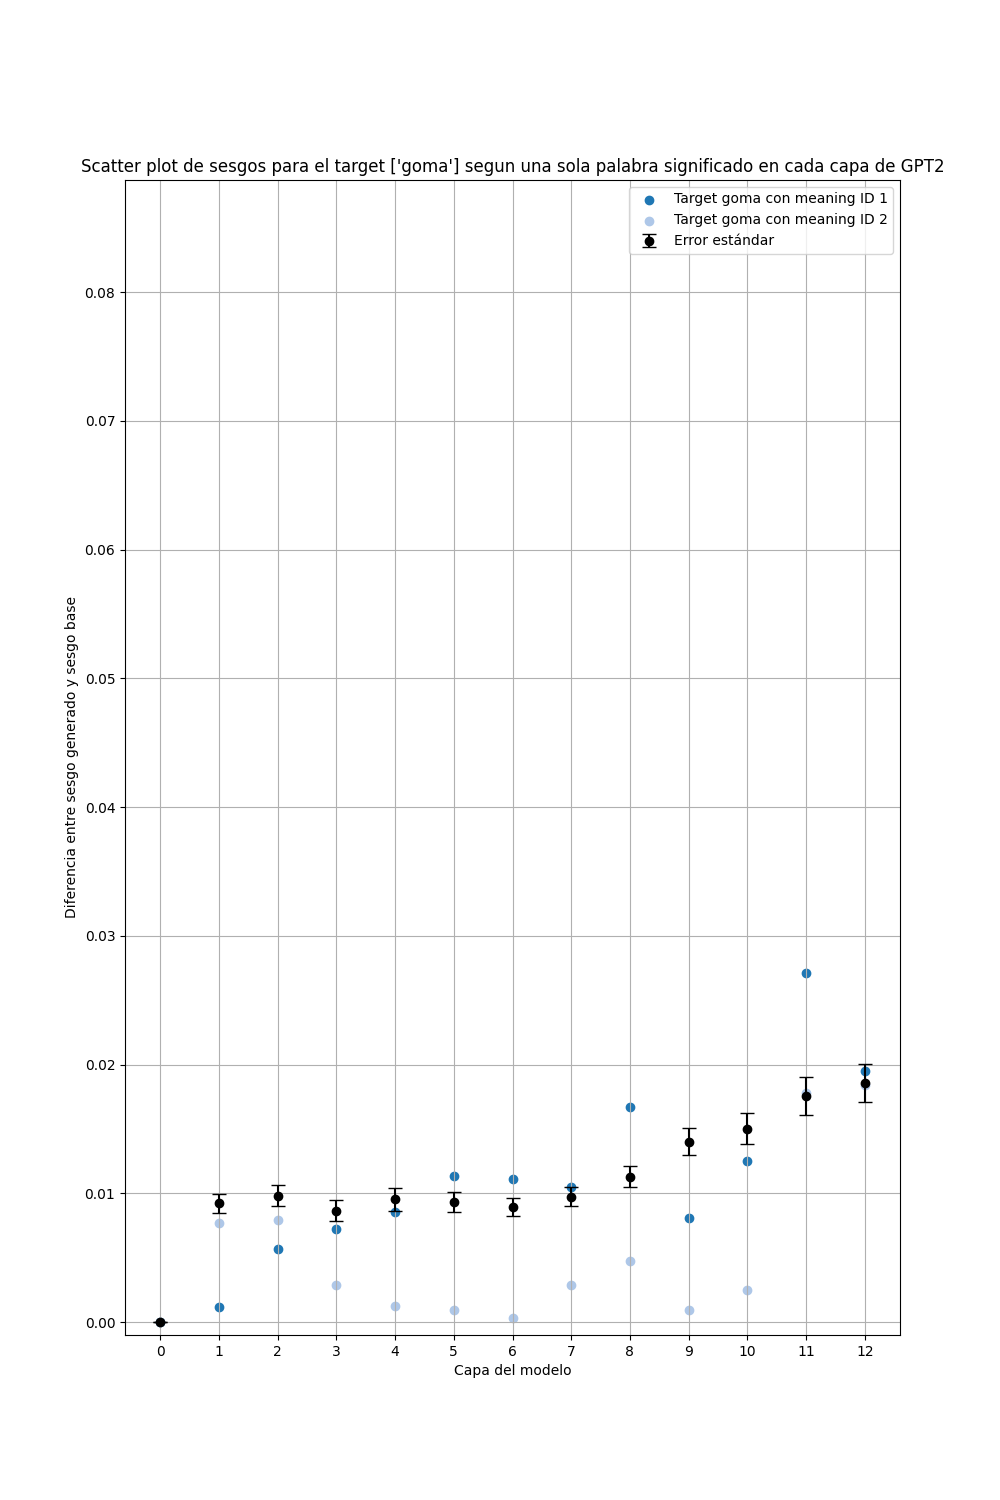 Scatter plot de sesgos para el target ['goma'] segun una sola palabra significado en cada capa de GPT2
Target goma con meaning ID 1
Target goma con meaning ID 2
Error estándar
0.08
0.07
0.06
0.05
0.04
0.03
0.02
0.01
0.00
Diferencia entre sesgo generado y sesgo base
0 1 2 3 4 5 6 7 8 9 10 11 12
Capa del modelo